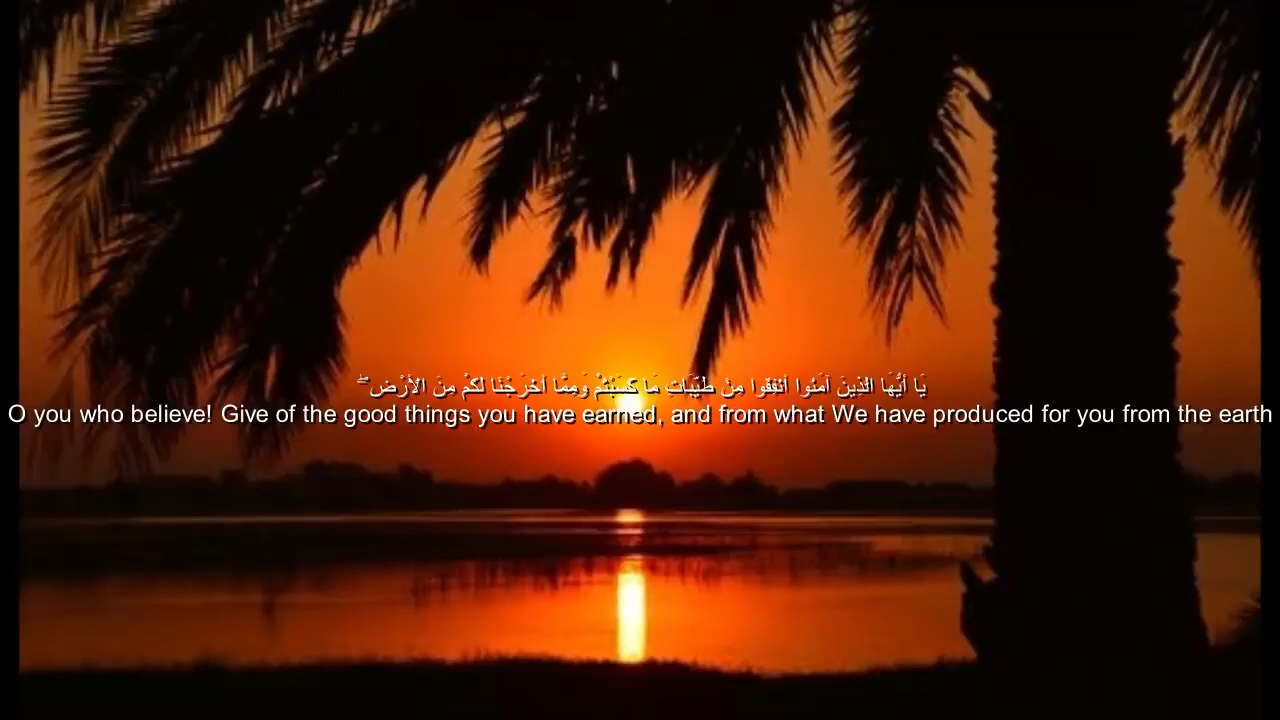 يَا أَيُّهَا الَّذِينَ آمَنُوا أَنفِقُوا مِنْ طَيِّبَاتِ مَا كَسَبْتُمْ وَمِمَّا أَخْرَجْنَا لَكُمْ مِنَ الْأَرْضِ ۖ
O you who believe! Give of the good things you have earned, and from what We have produced for you from the earth